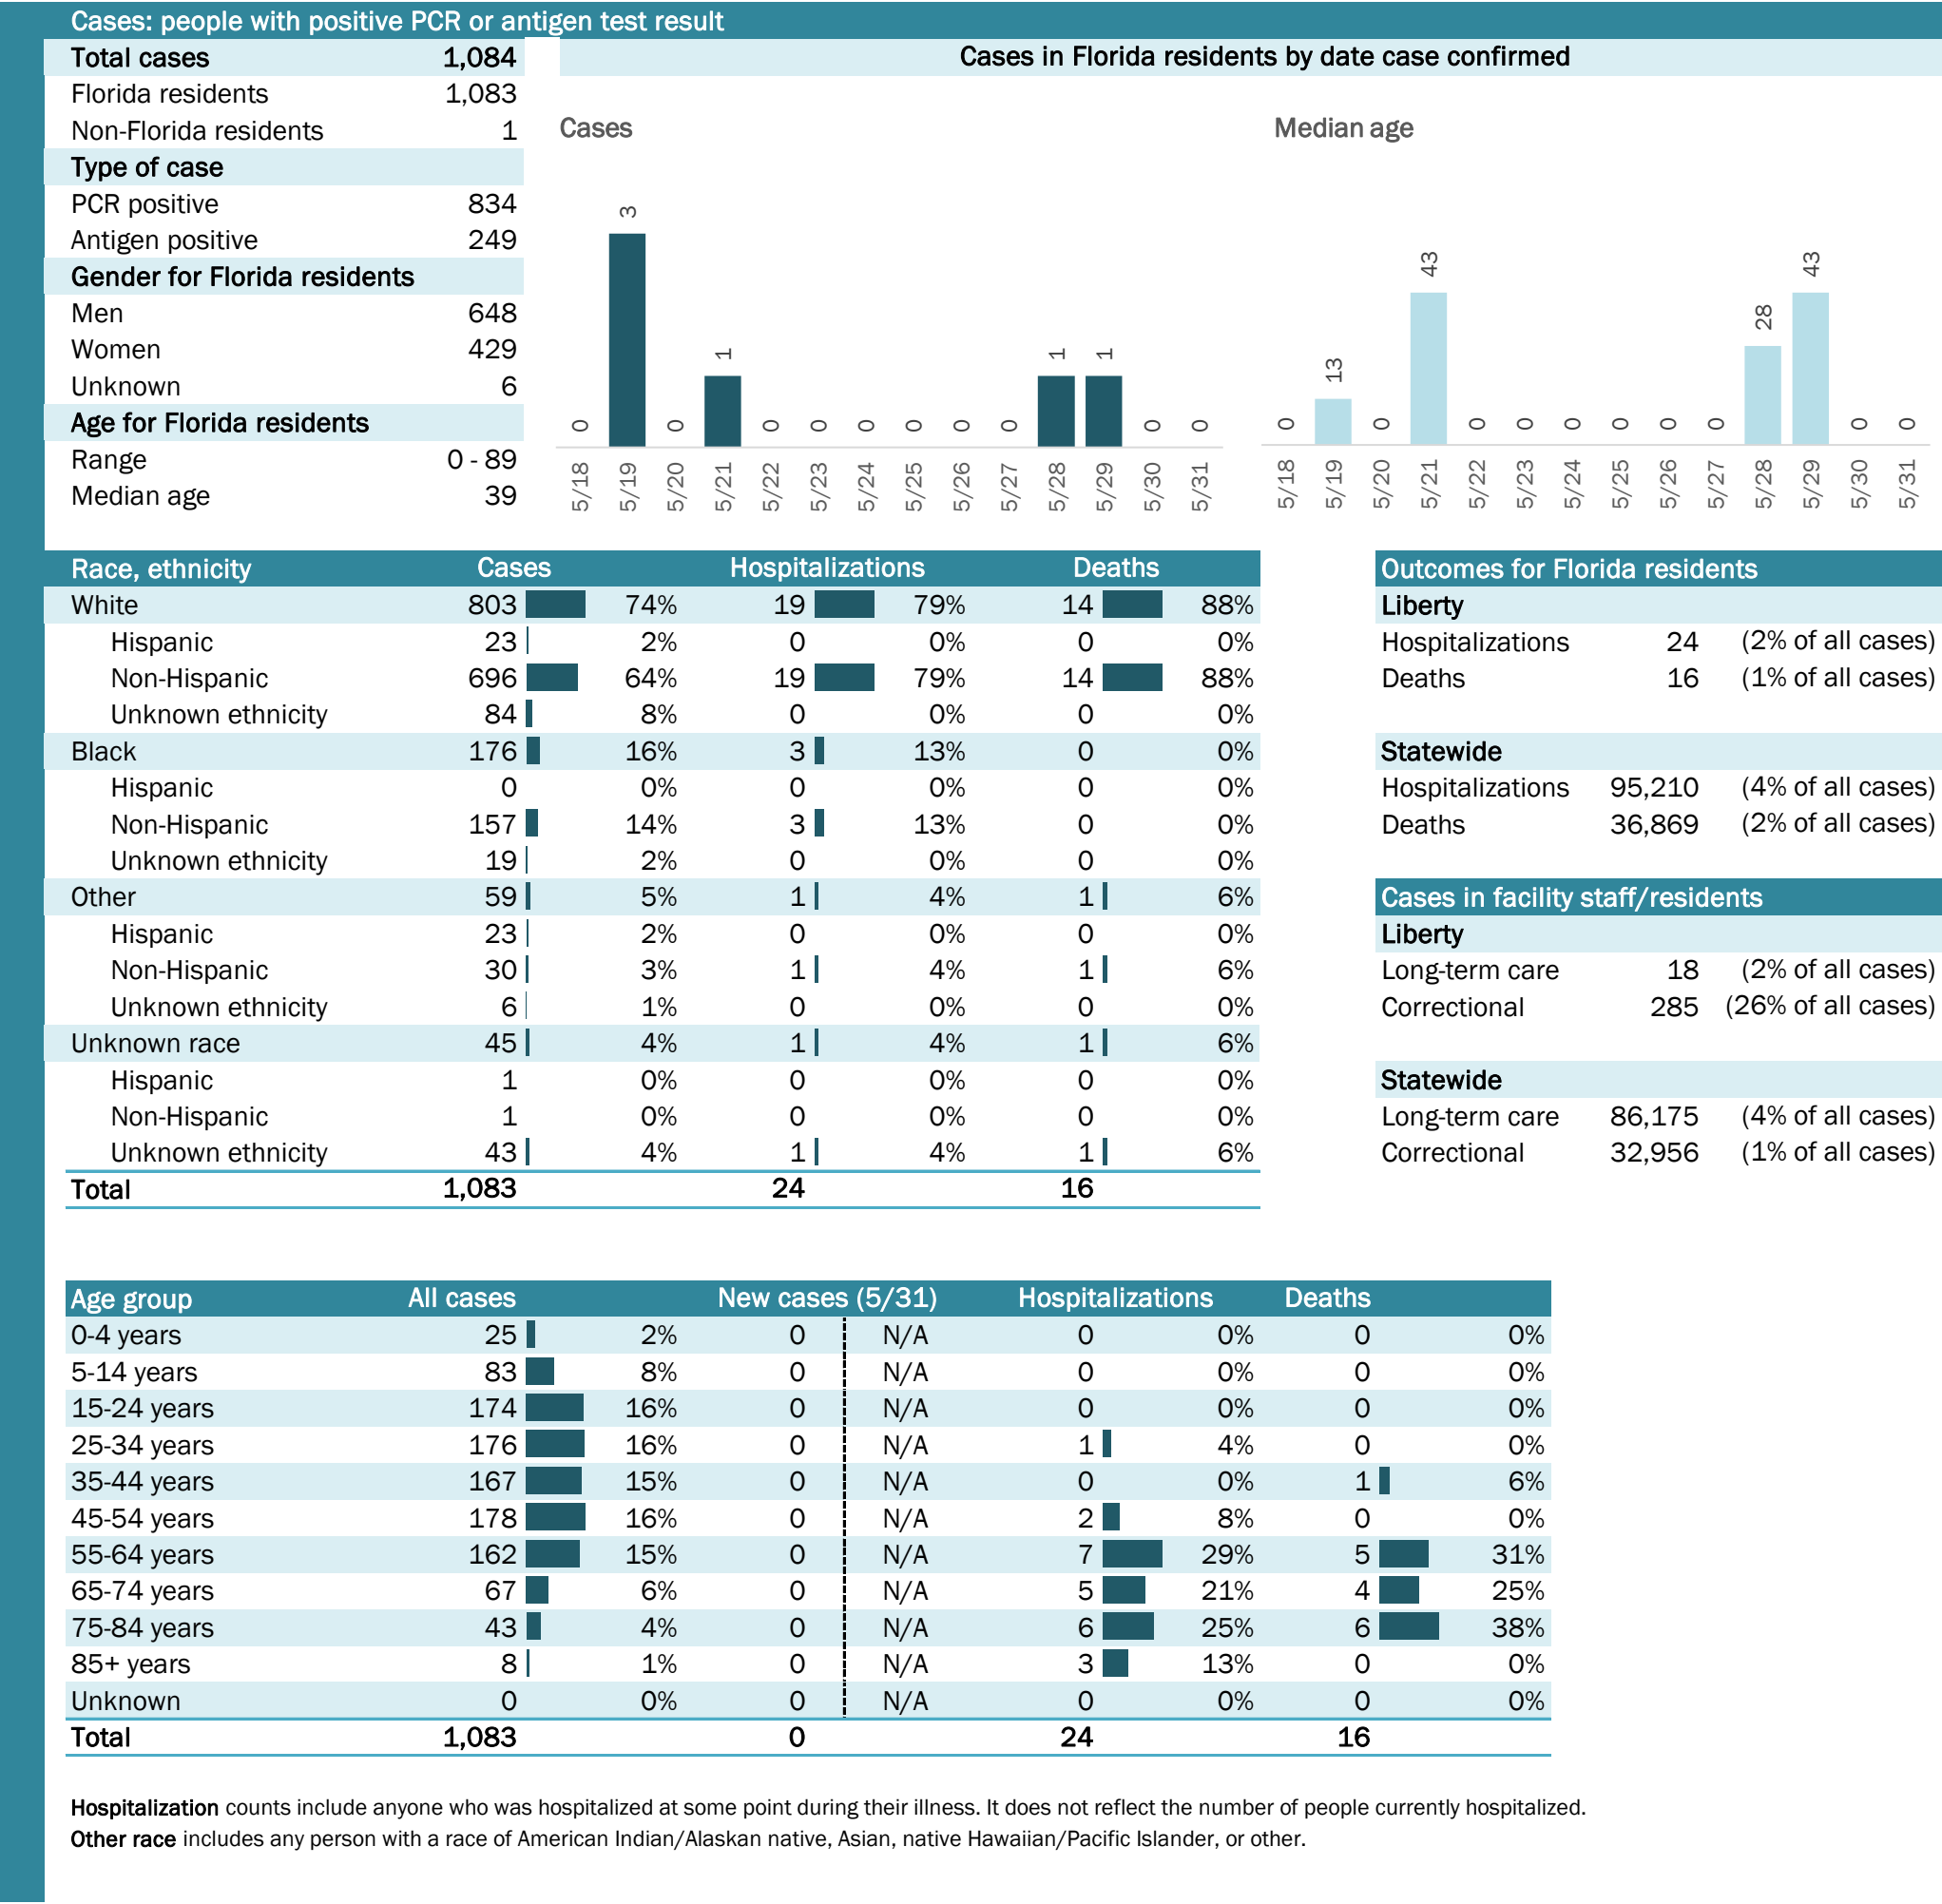 Cases: people with positive PCR or antigen test result
Total cases 1,084
Florida residents 1,083
Non-Florida residents 1
Type of case
PCR positive 834
Antigen positive 249
Gender for Florida residents
Men 648
Women 429
Unknown 6
Age for Florida residents
Range 0 - 89
Median age 39
Cases in Florida residents by date case confirmed
Cases
0 3 0 1 0 0 0 0 0 0 1 1 0 0
5/18 5/19 5/20 5/21 5/22 5/23 5/24 5/25 5/26 5/27 5/28 5/29 5/30 5/31
Median age
0 13 0 43 0 0 0 0 0 0 28 43 0 0
5/18 5/19 5/20 5/21 5/22 5/23 5/24 5/25 5/26 5/27 5/28 5/29 5/30 5/31
Race, ethnicity Cases Hospitalizations Deaths
White 803 74% 19 79% 14 88%
Hispanic 23 2% 0 0% 0 0%
Non-Hispanic 696 64% 19 79% 14 88%
Unknown ethnicity 84 8% 0 0% 0 0%
Black 176 16% 3 13% 0 0%
Hispanic 0 0% 0 0% 0 0%
Non-Hispanic 157 14% 3 13% 0 0%
Unknown ethnicity 19 2% 0 0% 0 0%
Other 59 5% 1 4% 1 6%
Hispanic 23 2% 0 0% 0 0%
Non-Hispanic 30 3% 1 4% 1 6%
Unknown ethnicity 6 1% 0 0% 0 0%
Unknown race 45 4% 1 4% 1 6%
Hispanic 1 0% 0 0% 0 0%
Non-Hispanic 1 0% 0 0% 0 0%
Unknown ethnicity 43 4% 1 4% 1 6%
Total 1,083 24 16
Outcomes for Florida residents
Liberty
Hospitalizations 24 (2% of all cases)
Deaths 16 (1% of all cases)
Statewide
Hospitalizations 95,210 (4% of all cases)
Deaths 36,869 (2% of all cases)
Cases in facility staff/residents
Liberty
Long-term care 18 (2% of all cases)
Correctional 285 (26% of all cases)
Statewide
Long-term care 86,175 (4% of all cases)
Correctional 32,956 (1% of all cases)
Age group All cases New cases (5/31) Hospitalizations Deaths
0-4 years 25 2% 0 N/A 0 0% 0 0%
5-14 years 83 8% 0 N/A 0 0% 0 0%
15-24 years 174 16% 0 N/A 0 0% 0 0%
25-34 years 176 16% 0 N/A 1 4% 0 0%
35-44 years 167 15% 0 N/A 0 0% 1 6%
45-54 years 178 16% 0 N/A 2 8% 0 0%
55-64 years 162 15% 0 N/A 7 29% 5 31%
65-74 years 67 6% 0 N/A 5 21% 4 25%
75-84 years 43 4% 0 N/A 6 25% 6 38%
85+ years 8 1% 0 N/A 3 13% 0 0%
Unknown 0 0% 0 N/A 0 0% 0 0%
Total 1,083 0 24 16
Hospitalization counts include anyone who was hospitalized at some point during their illness. It does not reflect the number of people currently hospitalized.
Other race includes any person with a race of American Indian/Alaskan native, Asian, native Hawaiian/Pacific Islander, or other.